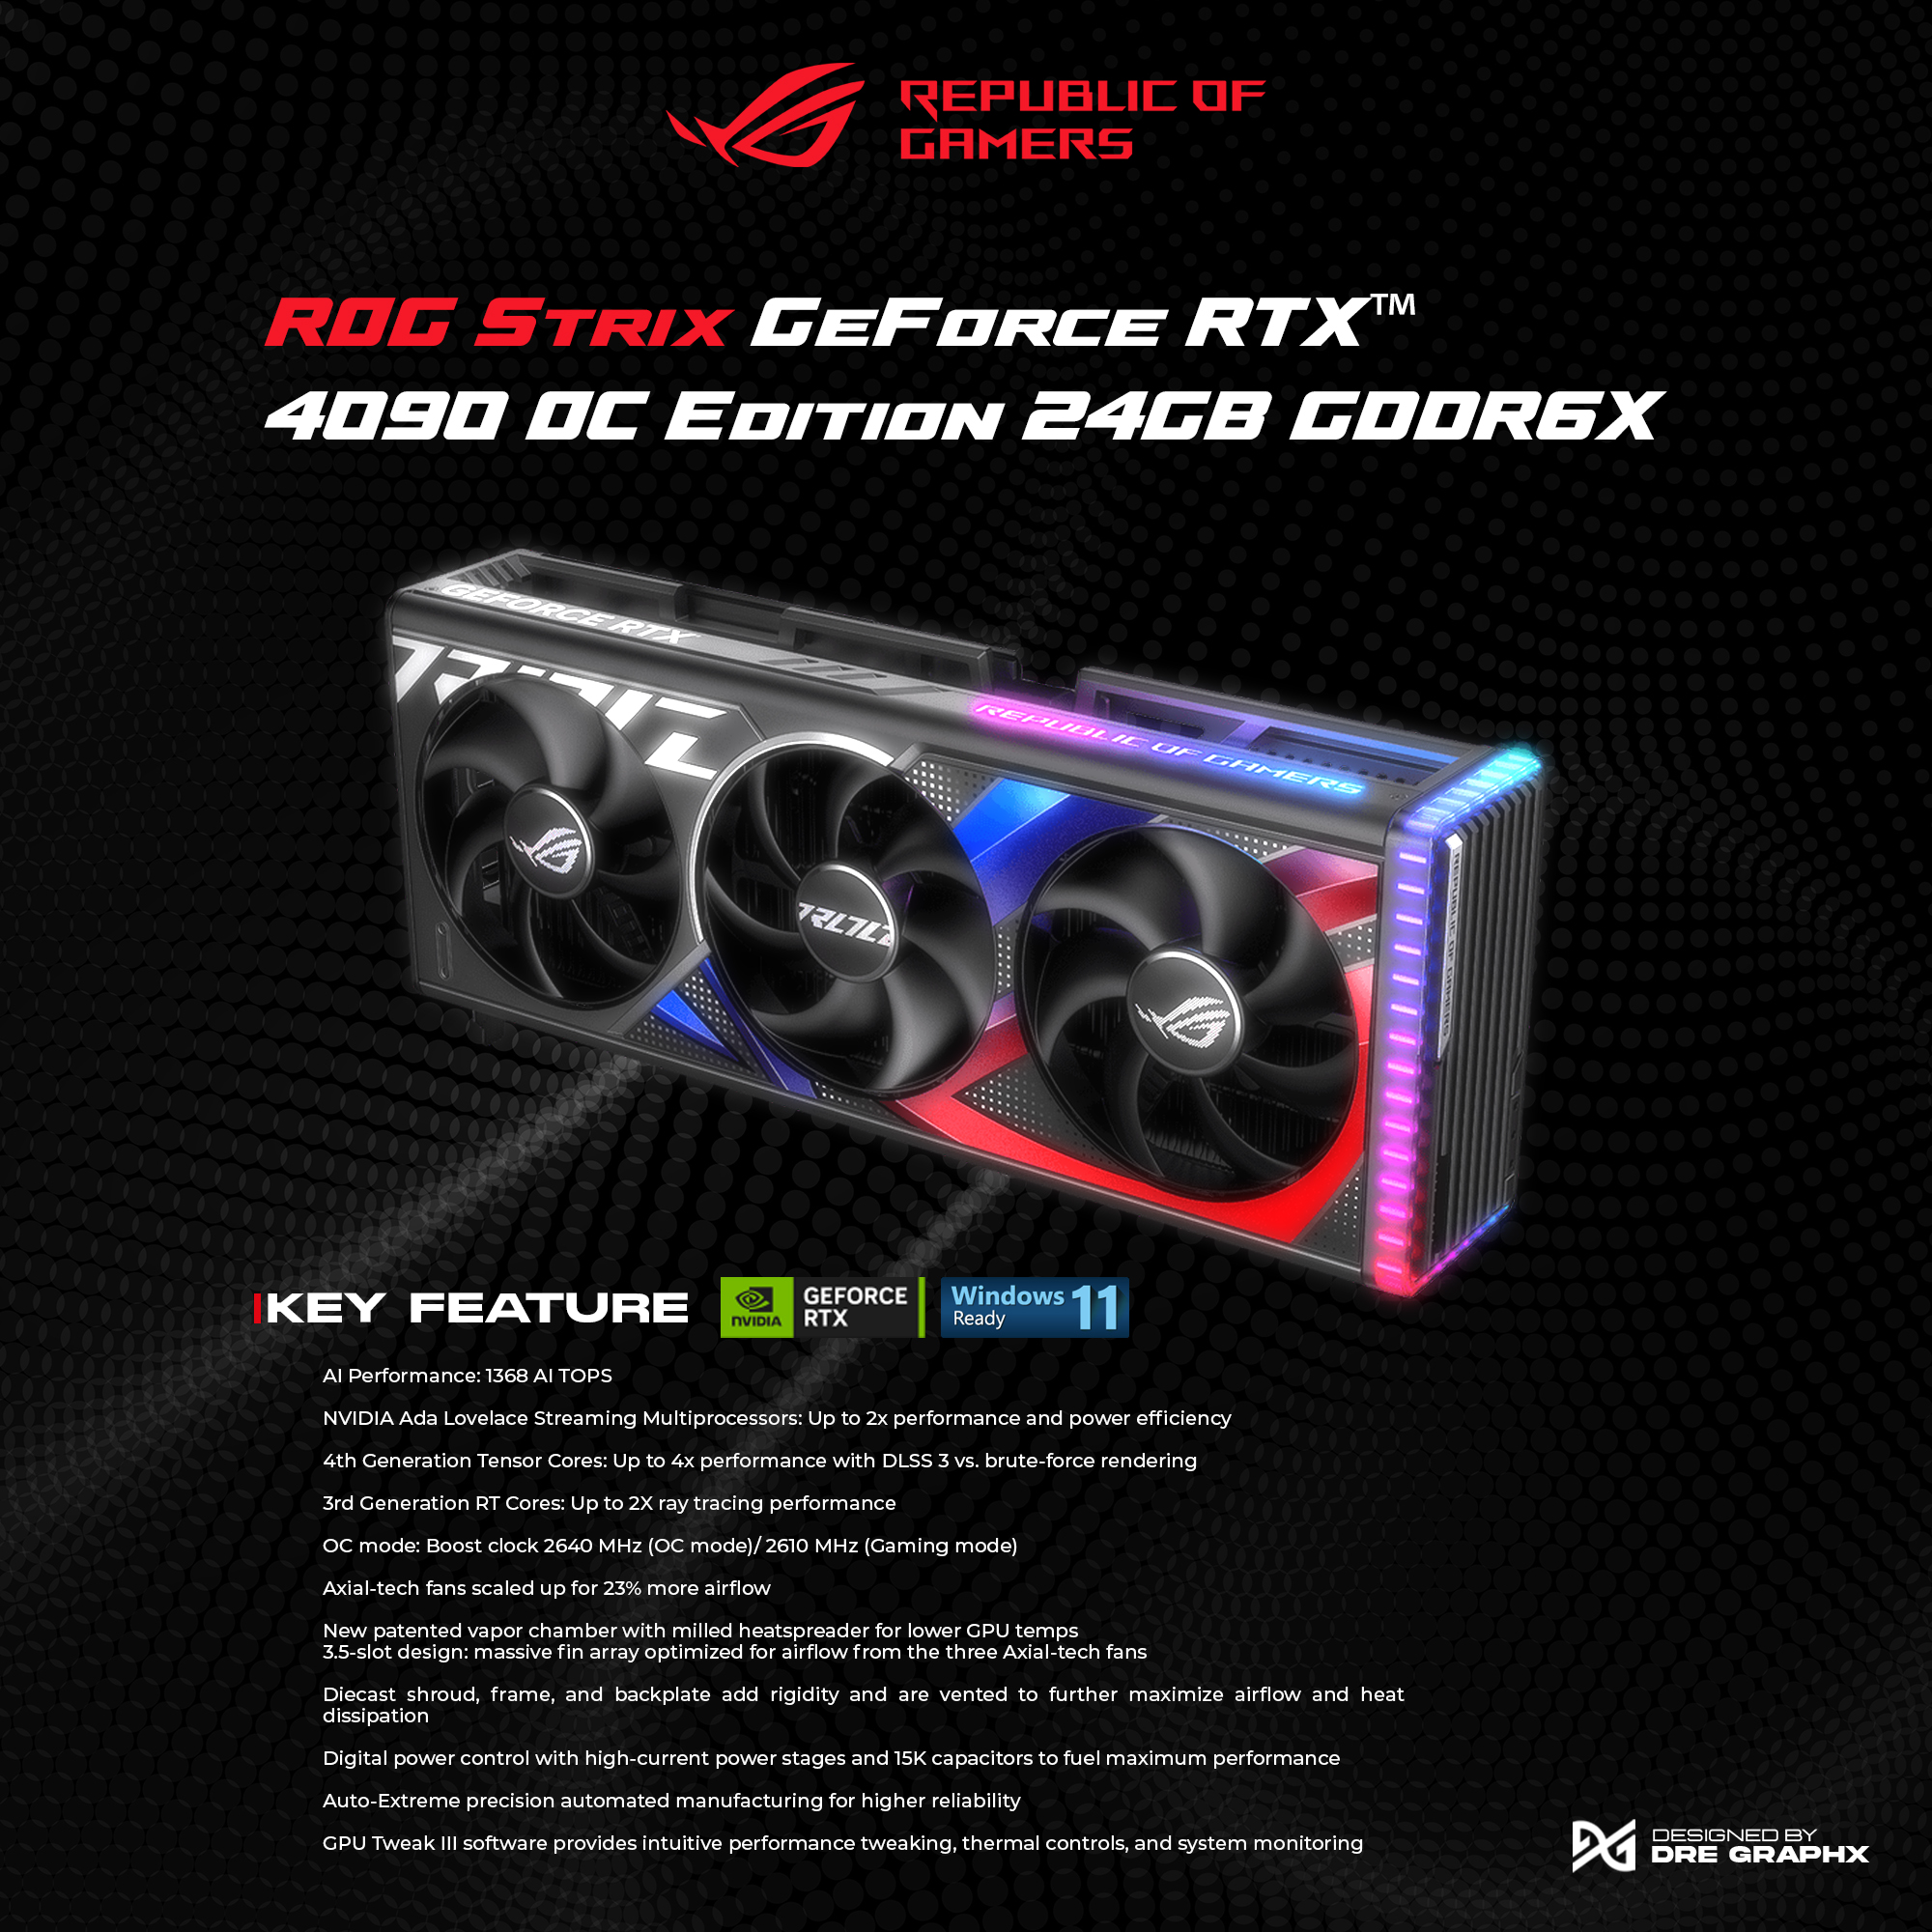 REPUBLIC OF
GAMERS
ROG Strix GeForce RTX™
4090 OC Edition 24GB GDDR6X
GEFORCE RTX
REPUBLIC OF GAMERS
REPUBLIC OF GAMERS
KEY FEATURE
NVIDIA
GEFORCE
RTX
Windows 11
Ready
AI Performance: 1368 AI TOPS
NVIDIA Ada Lovelace Streaming Multiprocessors: Up to 2x performance and power efficiency
4th Generation Tensor Cores: Up to 4x performance with DLSS 3 vs. brute-force rendering
3rd Generation RT Cores: Up to 2X ray tracing performance
OC mode: Boost clock 2640 MHz (OC mode)/ 2610 MHz (Gaming mode)
Axial-tech fans scaled up for 23% more airflow
New patented vapor chamber with milled heatspreader for lower GPU temps
3.5-slot design: massive fin array optimized for airflow from the three Axial-tech fans
Diecast shroud, frame, and backplate add rigidity and are vented to further maximize airflow and heat
dissipation
Digital power control with high-current power stages and 15K capacitors to fuel maximum performance
Auto-Extreme precision automated manufacturing for higher reliability
GPU Tweak III software provides intuitive performance tweaking, thermal controls, and system monitoring
DESIGNED BY
DRE GRAPHX